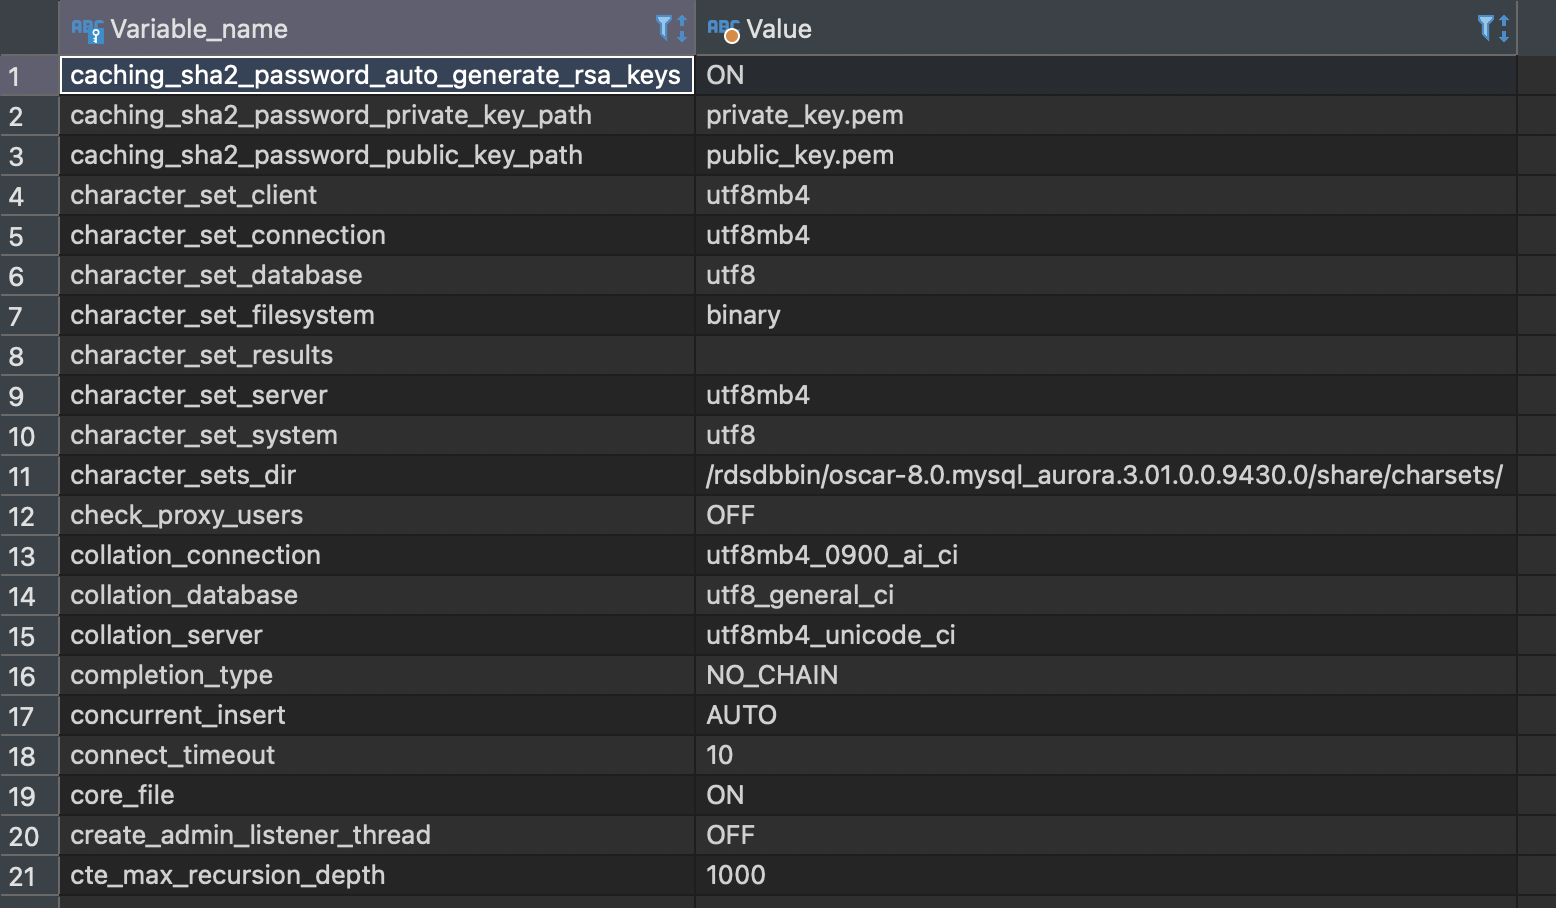 ABC Variable_name ABC Value
1 caching_sha2_password_auto_generate_rsa_keys ON
2 caching_sha2_password_private_key_path private_key.pem
3 caching_sha2_password_public_key_path public_key.pem
4 character_set_client utf8mb4
5 character_set_connection utf8mb4
6 character_set_database utf8
7 character_set_filesystem binary
8 character_set_results
9 character_set_server utf8mb4
10 character_set_system utf8
11 character_sets_dir /rdsdbbin/oscar-8.0.mysql_aurora.3.01.0.0.9430.0/share/charsets/
12 check_proxy_users OFF
13 collation_connection utf8mb4_0900_ai_ci
14 collation_database utf8_general_ci
15 collation_server utf8mb4_unicode_ci
16 completion_type NO_CHAIN
17 concurrent_insert AUTO
18 connect_timeout 10
19 core_file ON
20 create_admin_listener_thread OFF
21 cte_max_recursion_depth 1000